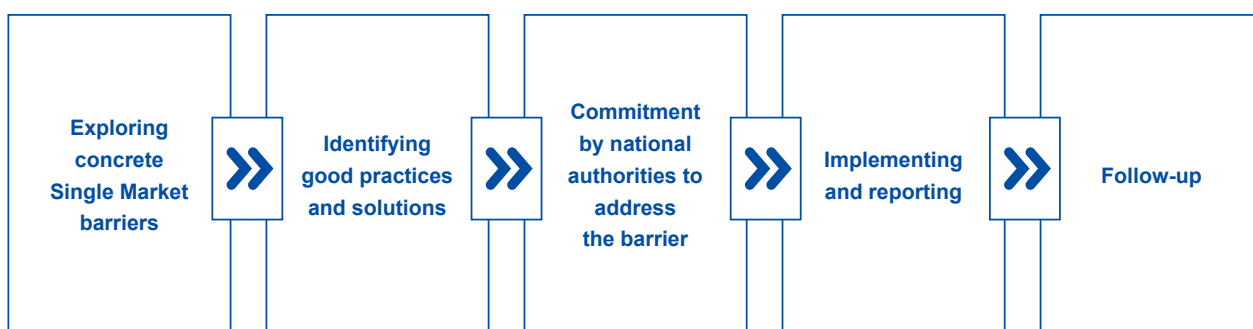 Exploring
concrete
Single Market
barriers
Identifying
good practices
and solutions
Commitment
by national
authorities to
address
the barrier
Implementing
and reporting
Follow-up